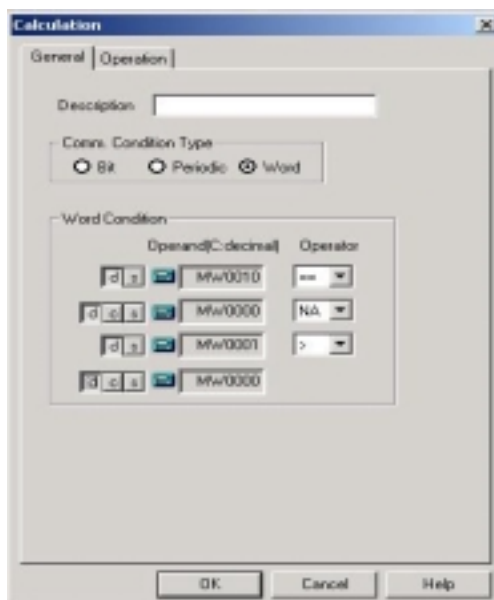 Calculation
General Operation
Description
Comm. Condition Type
Bit Periodic Word
Word Condition
Operand(C:decimal) Operator
d s MW0010 ==
d c s MW0000 NA
d s MW0001 >
d c s MW0000
OK Cancel Help